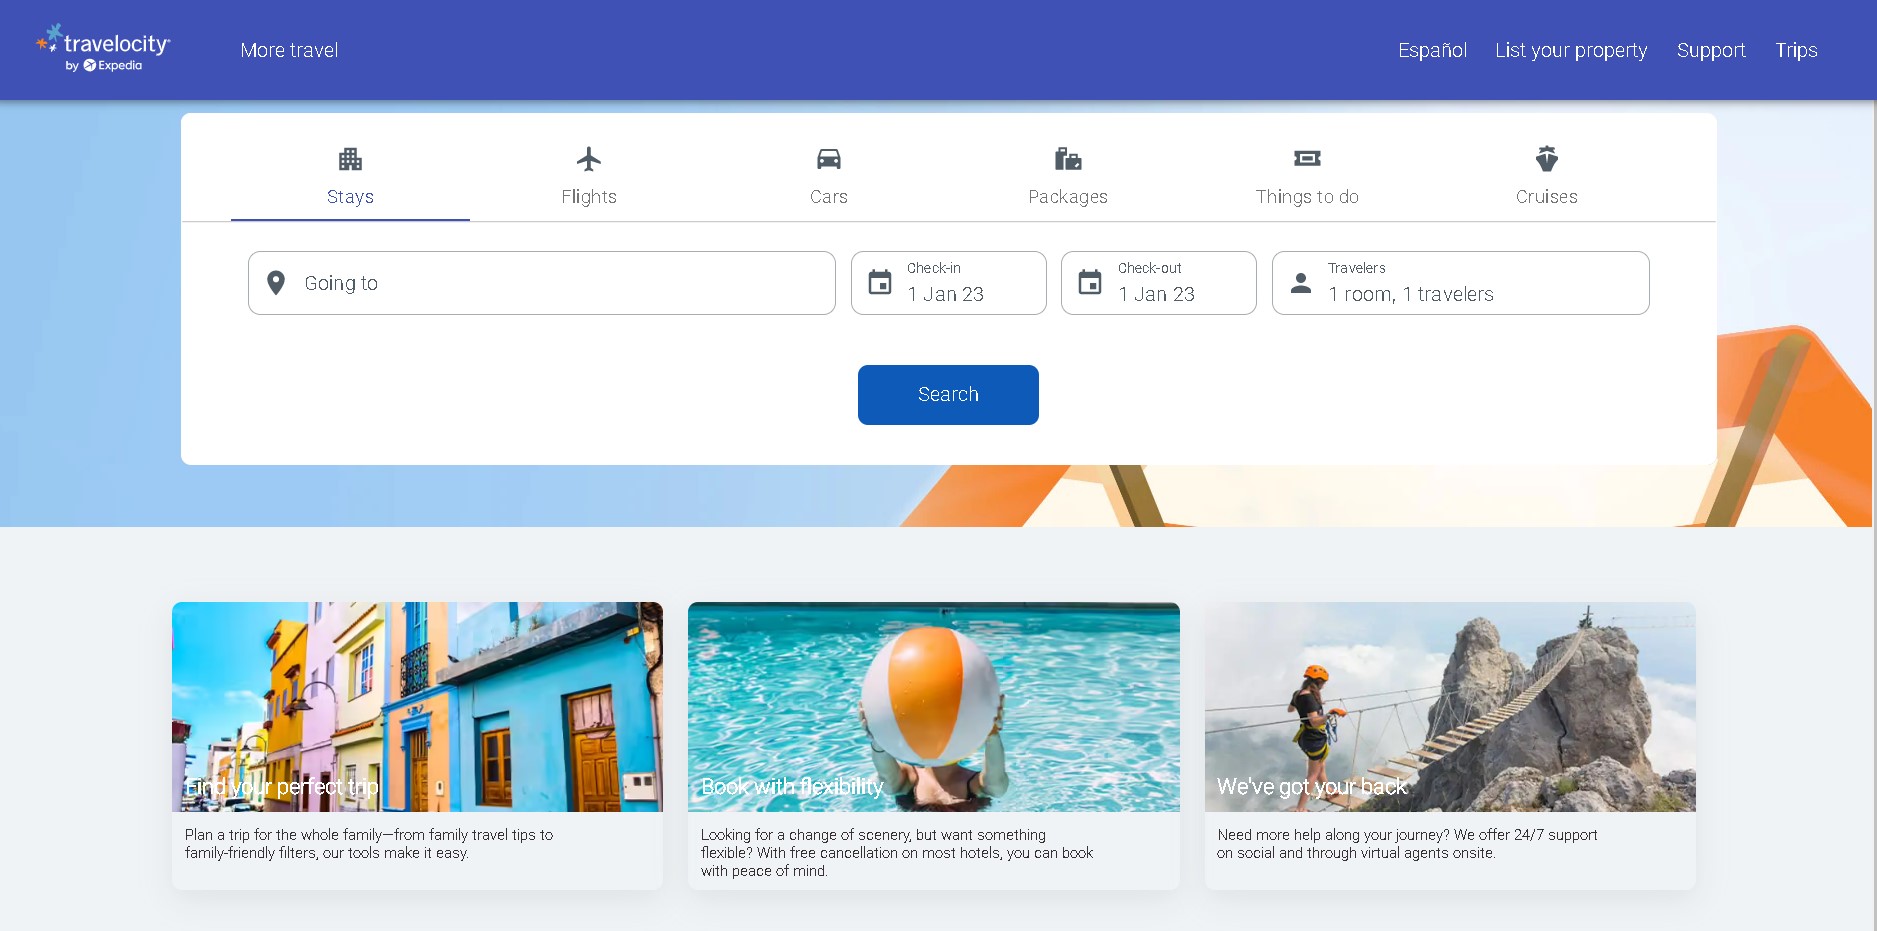 travelocity
by Expedia
More travel
Español
List your property
Support
Trips
Stays
Flights
Cars
Packages
Things to do
Cruises
Going to
Check-in
1 Jan 23
Check-out
1 Jan 23
Travelers
1 room, 1 travelers
Search
Find your perfect trip
Plan a trip for the whole family—from family travel tips to
family-friendly filters, our tools make it easy.
Book with flexibility
Looking for a change of scenery, but want something
flexible? With free cancellation on most hotels, you can book
with peace of mind.
We've got your back
Need more help along your journey? We offer 24/7 support
on social and through virtual agents onsite.